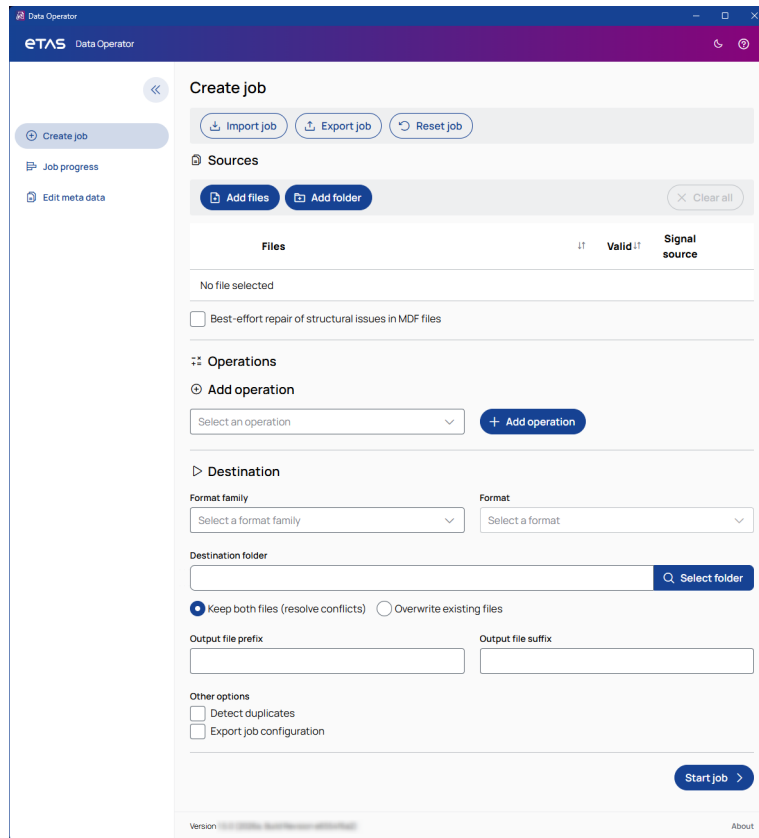 Data Operator
ETAS Data Operator
Create job
Job progress
Edit meta data
Create job
Import job Export job Reset job
Sources
Add files Add folder Clear all
Files Valid Signal source
No file selected
Best-effort repair of structural issues in MDF files
Operations
Add operation
Select an operation Add operation
Destination
Format family Format
Select a format family Select a format
Destination folder
Select folder
Keep both files (resolve conflicts) Overwrite existing files
Output file prefix Output file suffix
Other options
Detect duplicates
Export job configuration
Start job
Version
About